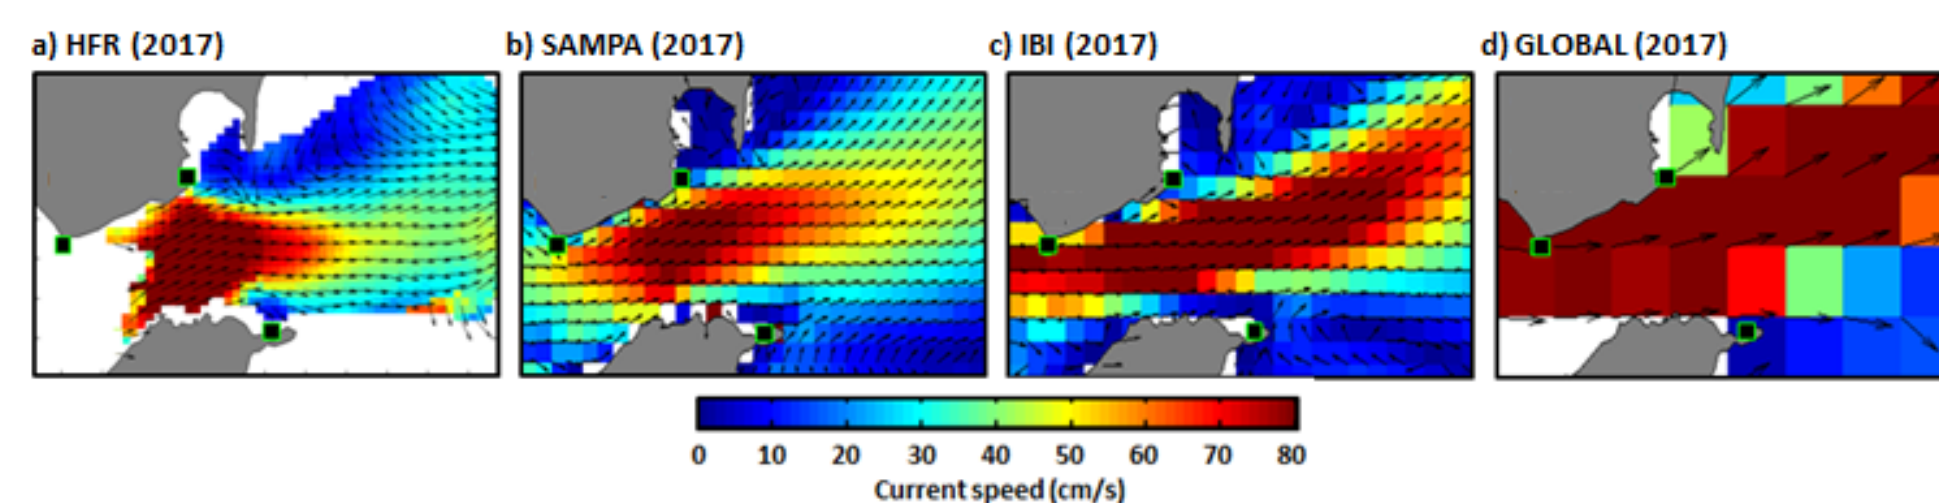 a) HFR (2017)
b) SAMPA (2017)
c) IBI (2017)
d) GLOBAL (2017)
0 10 20 30 40 50 60 70 80
Current speed (cm/s)